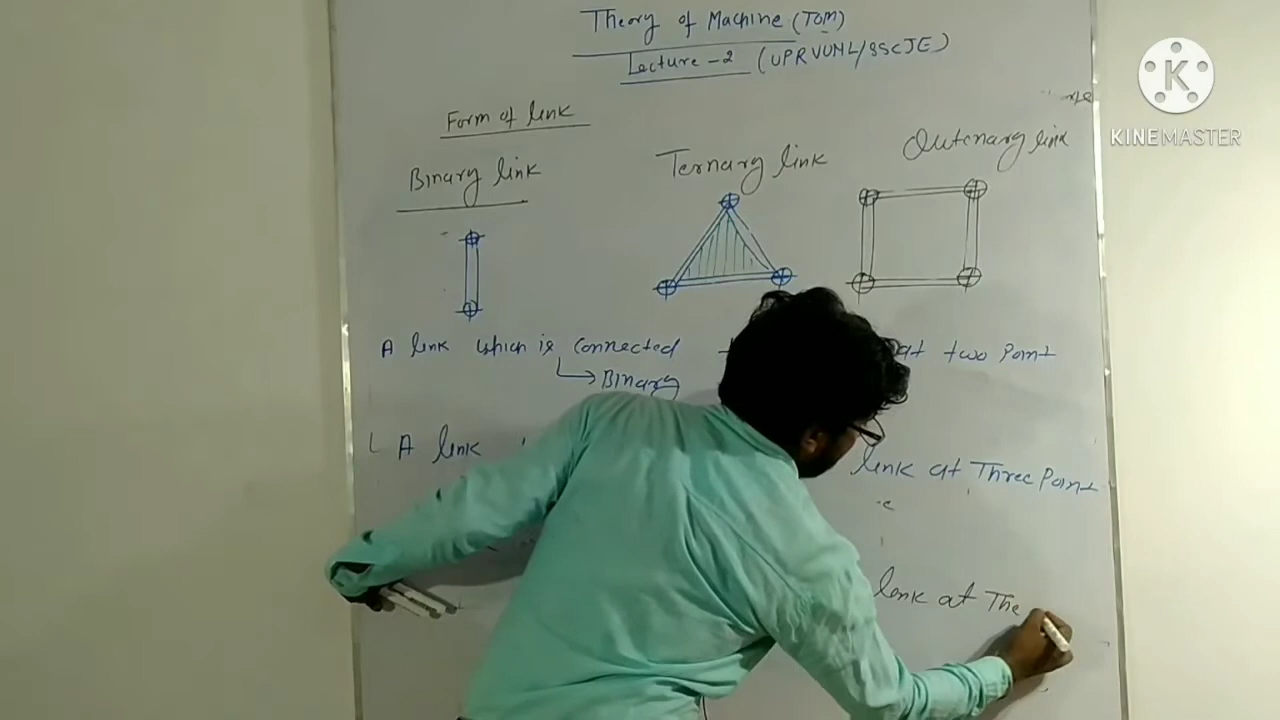 Theory of Machine (TOM)
Lecture - 2 (UPRVUNL/SSCJE)
Form of link
Binary link
Ternary link
Qutenary link
A link which is connected
at two Point
Binary
A link
link at Three Point
link at The
K
KINEMASTER